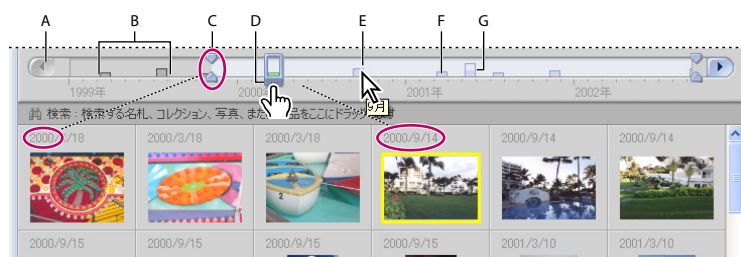 A B C D E F G
1999年 2000年 2001年 2002年
9月
検索 : 検索する名札、コレクション、写真、また 品をここにドラッグ す
2000/3/18 2000/3/18 2000/3/18 2000/9/14 2000/9/14 2000/9/14
2
2000/9/15 2000/9/15 2000/9/15 2000/9/15 2001/3/10 2001/3/10